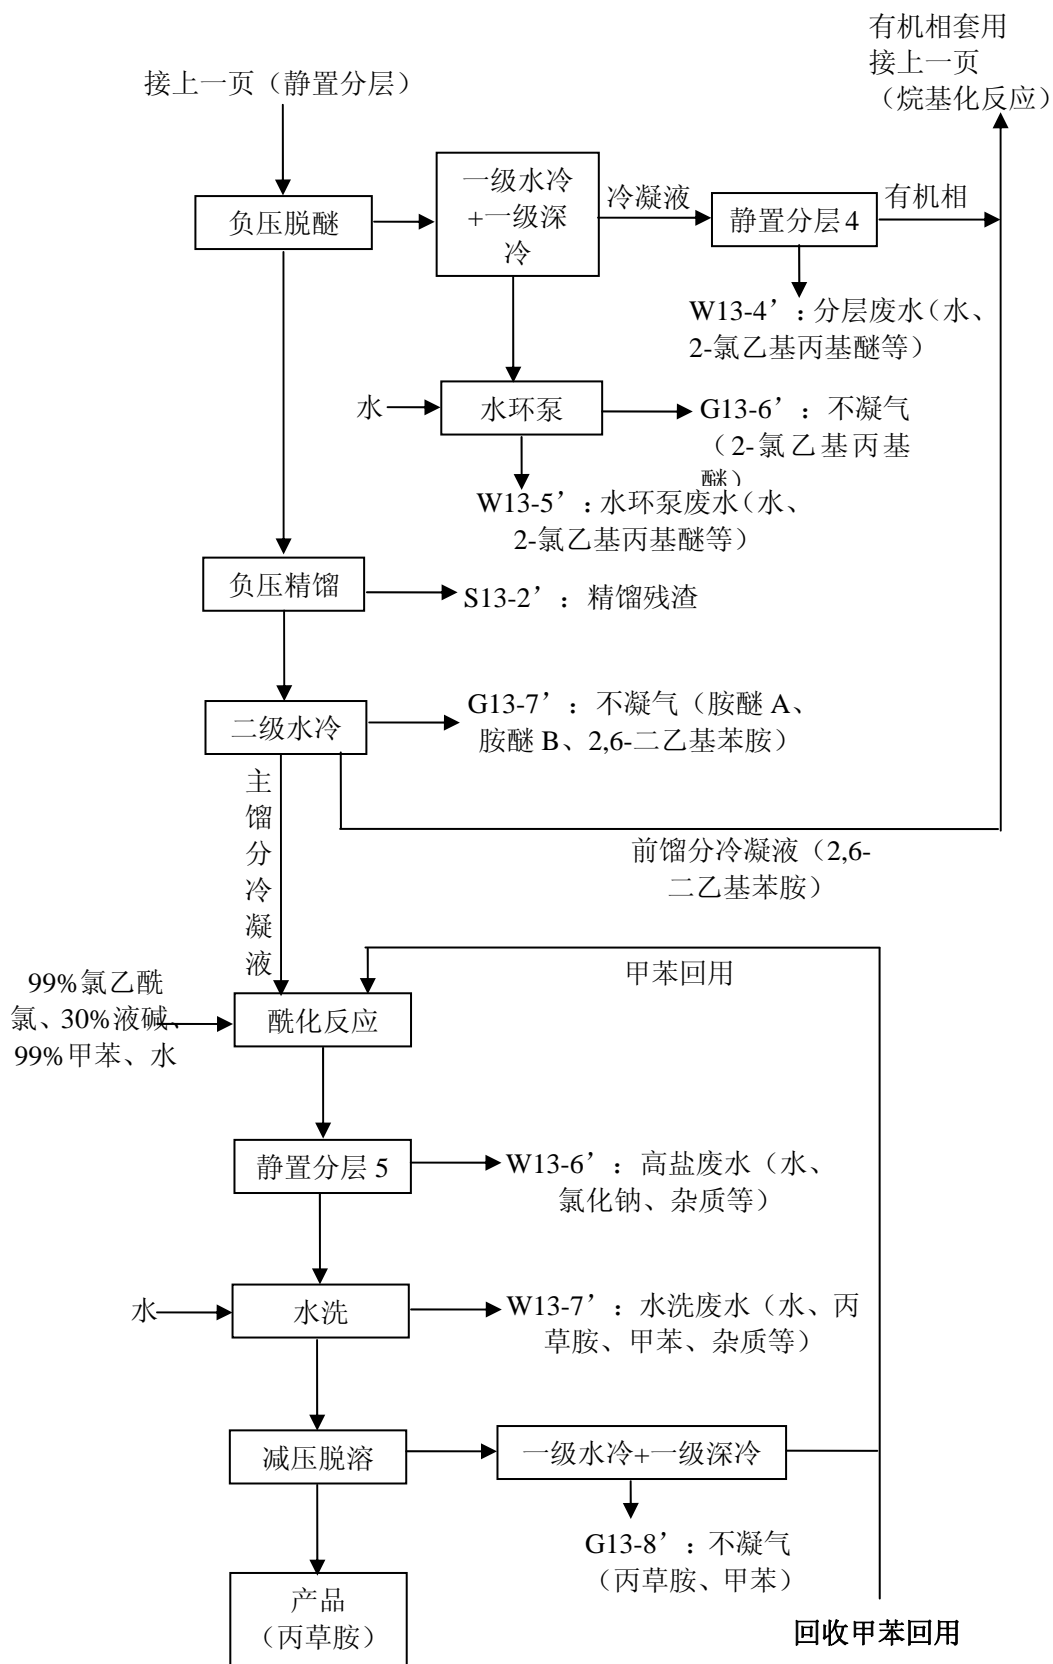 有机相套用
接上一页
（烷基化反应）
接上一页（静置分层）
一级水冷
+一级深
冷
冷凝液
静置分层 4
有机相
负压脱醚
W13-4’：分层废水（水、
2-氯乙基丙基醚等）
水
水环泵
G13-6’：不凝气
（2-氯乙基丙基
醚）
W13-5’：水环泵废水（水、
2-氯乙基丙基醚等）
负压精馏
S13-2’：精馏残渣
二级水冷
G13-7’：不凝气（胺醚 A、
胺醚 B、2,6-二乙基苯胺）
主
馏
分
冷
凝
液
前馏分冷凝液（2,6-
二乙基苯胺）
甲苯回用
99%氯乙酰
氯、30%液碱、
99%甲苯、水
酰化反应
静置分层 5
W13-6’：高盐废水（水、
氯化钠、杂质等）
水
水洗
W13-7’：水洗废水（水、丙
草胺、甲苯、杂质等）
减压脱溶
一级水冷+一级深冷
G13-8’：不凝气
（丙草胺、甲苯）
产品
（丙草胺）
回收甲苯回用